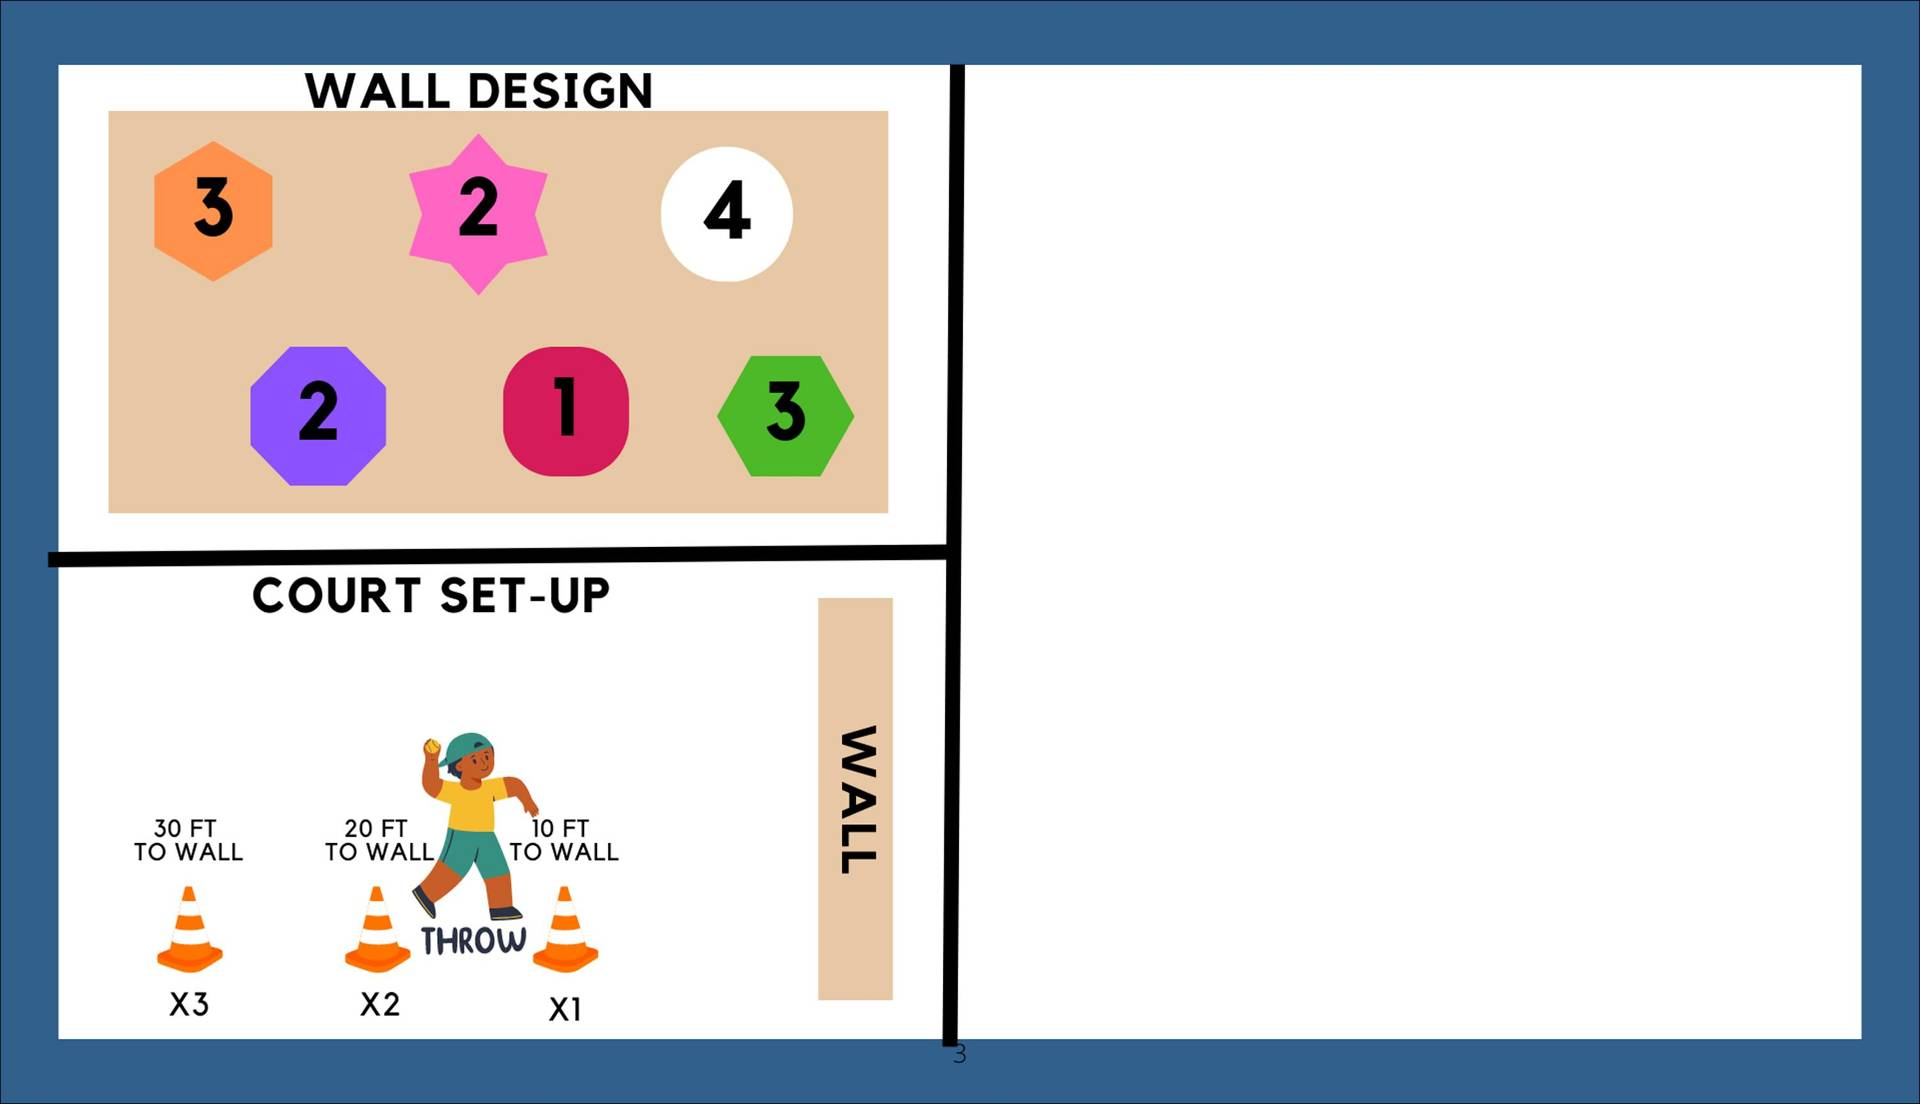 WALL DESIGN
3
2
4
2
1
3
COURT SET-UP
30 FT
TO WALL
20 FT
TO WALL
10 FT
TO WALL
THROW
X3
X2
X1
WALL
3